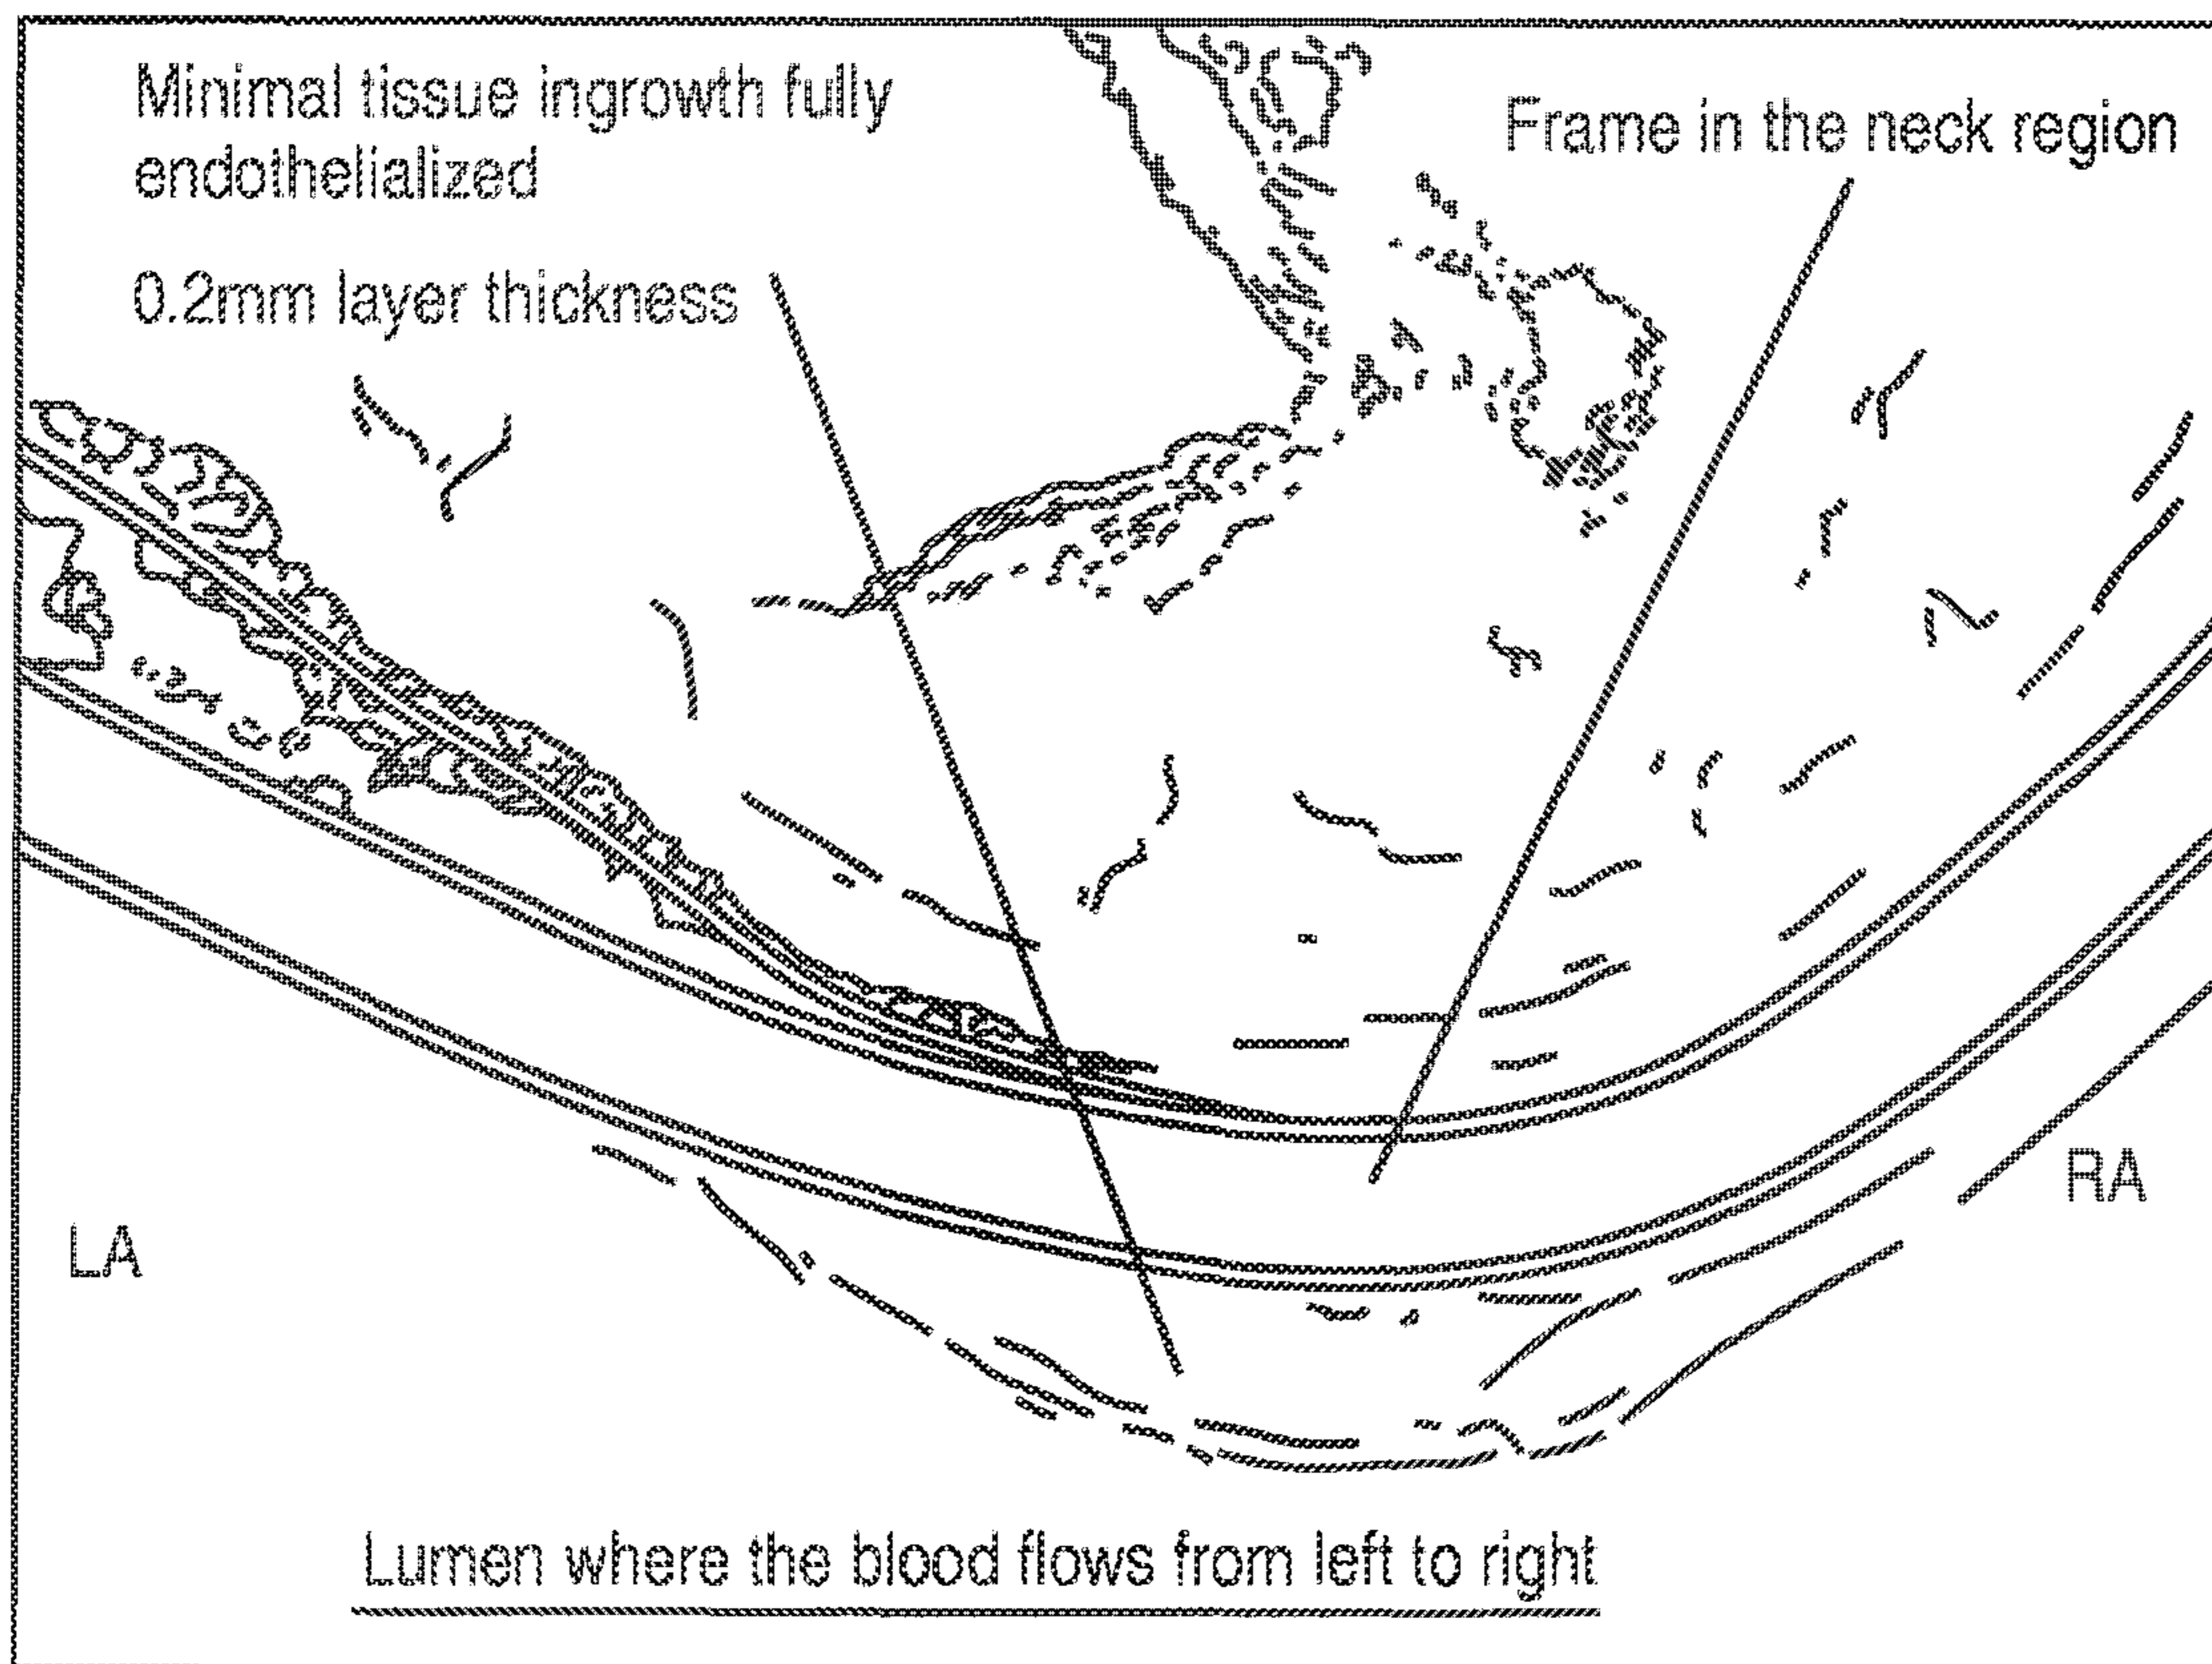 Minimal tissue ingrowth fully
endothelialized
0.2mm layer thickness
Frame in the neck region
LA
RA
Lumen where the blood flows from left to right